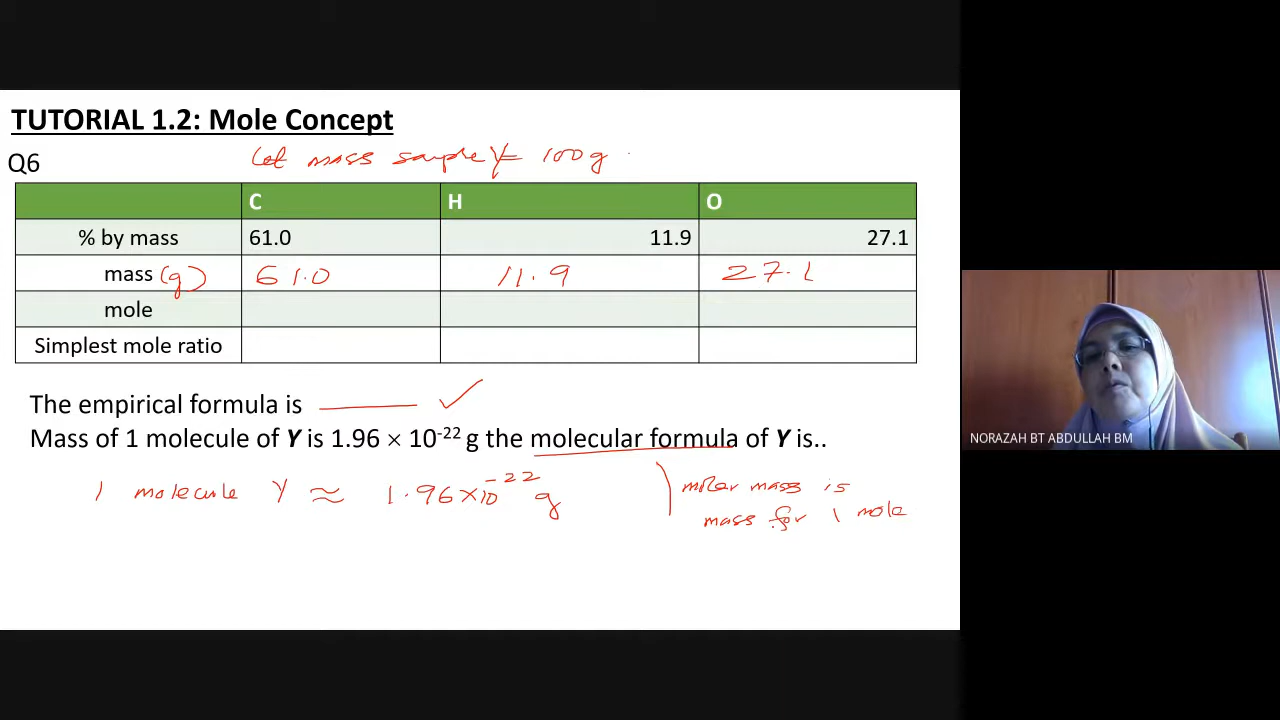 TUTORIAL 1.2: Mole Concept
Q6
Let mass sample Y = 100g
C H O
% by mass 61.0 11.9 27.1
mass (g) 61.0 11.9 27.1
mole
Simplest mole ratio
The empirical formula is ______ ✓
Mass of 1 molecule of Y is 1.96 × 10⁻²² g the molecular formula of Y is..
1 molecule Y ≈ 1.96×10⁻²² g
molar mass is
mass for 1 mole
NORAZAH BT ABDULLAH BM